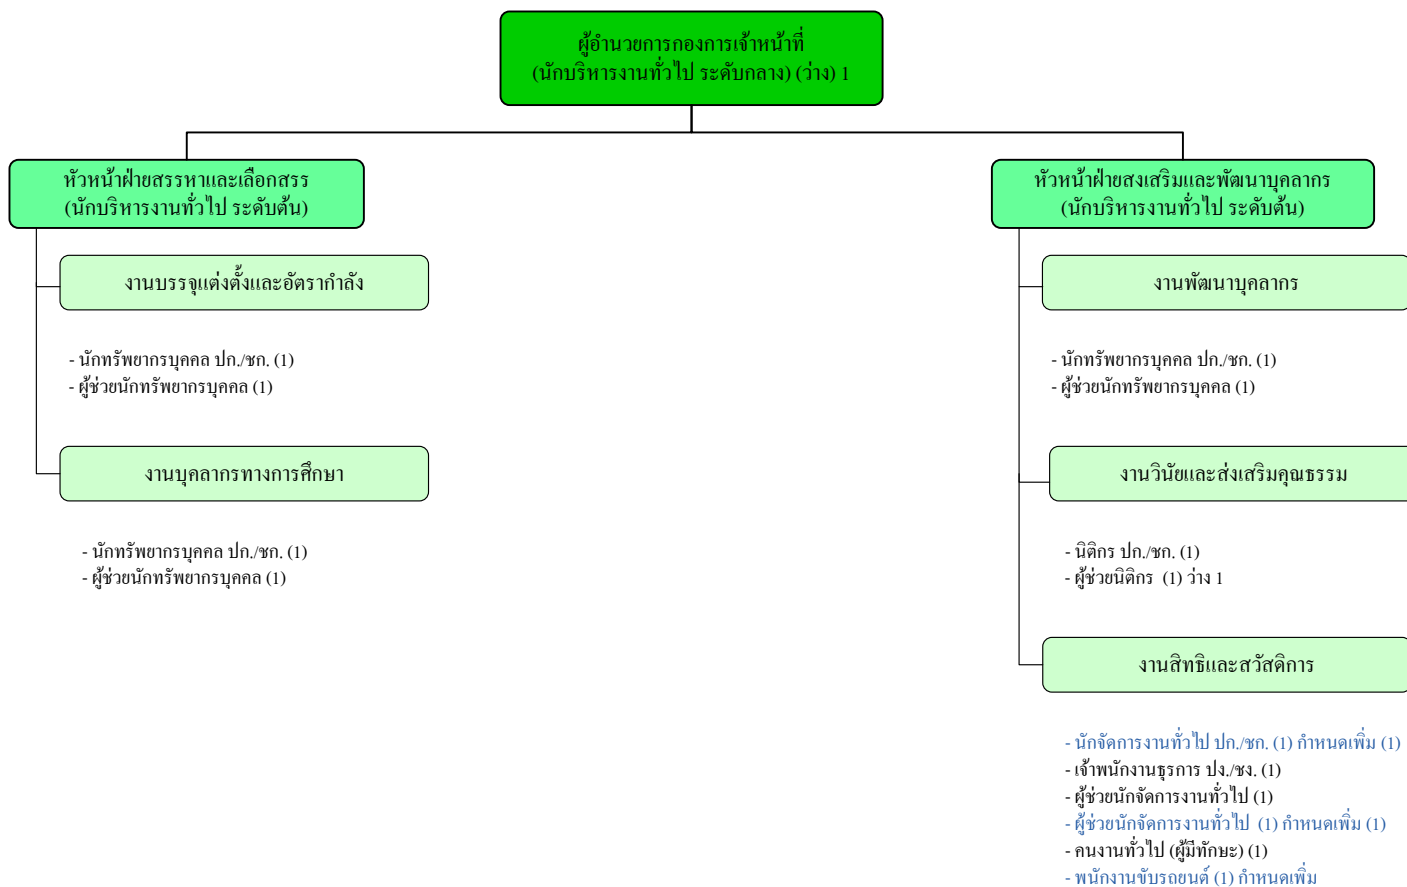 ผู้อำนวยการกองการเจ้าหน้าที่
(นักบริหารงานทั่วไป ระดับกลาง) (ว่าง) 1
หัวหน้าฝ่ายสรรหาและเลือกสรร
(นักบริหารงานทั่วไป ระดับต้น)
งานบรรจุแต่งตั้งและอัตรากำลัง
- นักทรัพยากรบุคคล ปก./ชก. (1)
- ผู้ช่วยนักทรัพยากรบุคคล (1)
งานบุคลากรทางการศึกษา
- นักทรัพยากรบุคคล ปก./ชก. (1)
- ผู้ช่วยนักทรัพยากรบุคคล (1)
หัวหน้าฝ่ายสงเสริมและพัฒนาบุคลากร
(นักบริหารงานทั่วไป ระดับต้น)
งานพัฒนาบุคลากร
- นักทรัพยากรบุคคล ปก./ชก. (1)
- ผู้ช่วยนักทรัพยากรบุคคล (1)
งานวินัยและส่งเสริมคุณธรรม
- นิติกร ปก./ชก. (1)
- ผู้ช่วยนิติกร (1) ว่าง 1
งานสิทธิและสวัสดิการ
- นักจัดการงานทั่วไป ปก./ชก. (1) กำหนดเพิ่ม (1)
- เจ้าพนักงานธุรการ ปง./ชง. (1)
- ผู้ช่วยนักจัดการงานทั่วไป (1)
- ผู้ช่วยนักจัดการงานทั่วไป (1) กำหนดเพิ่ม (1)
- คนงานทั่วไป (ผู้มีทักษะ) (1)
- พนักงานขับรถยนต์ (1) กำหนดเพิ่ม